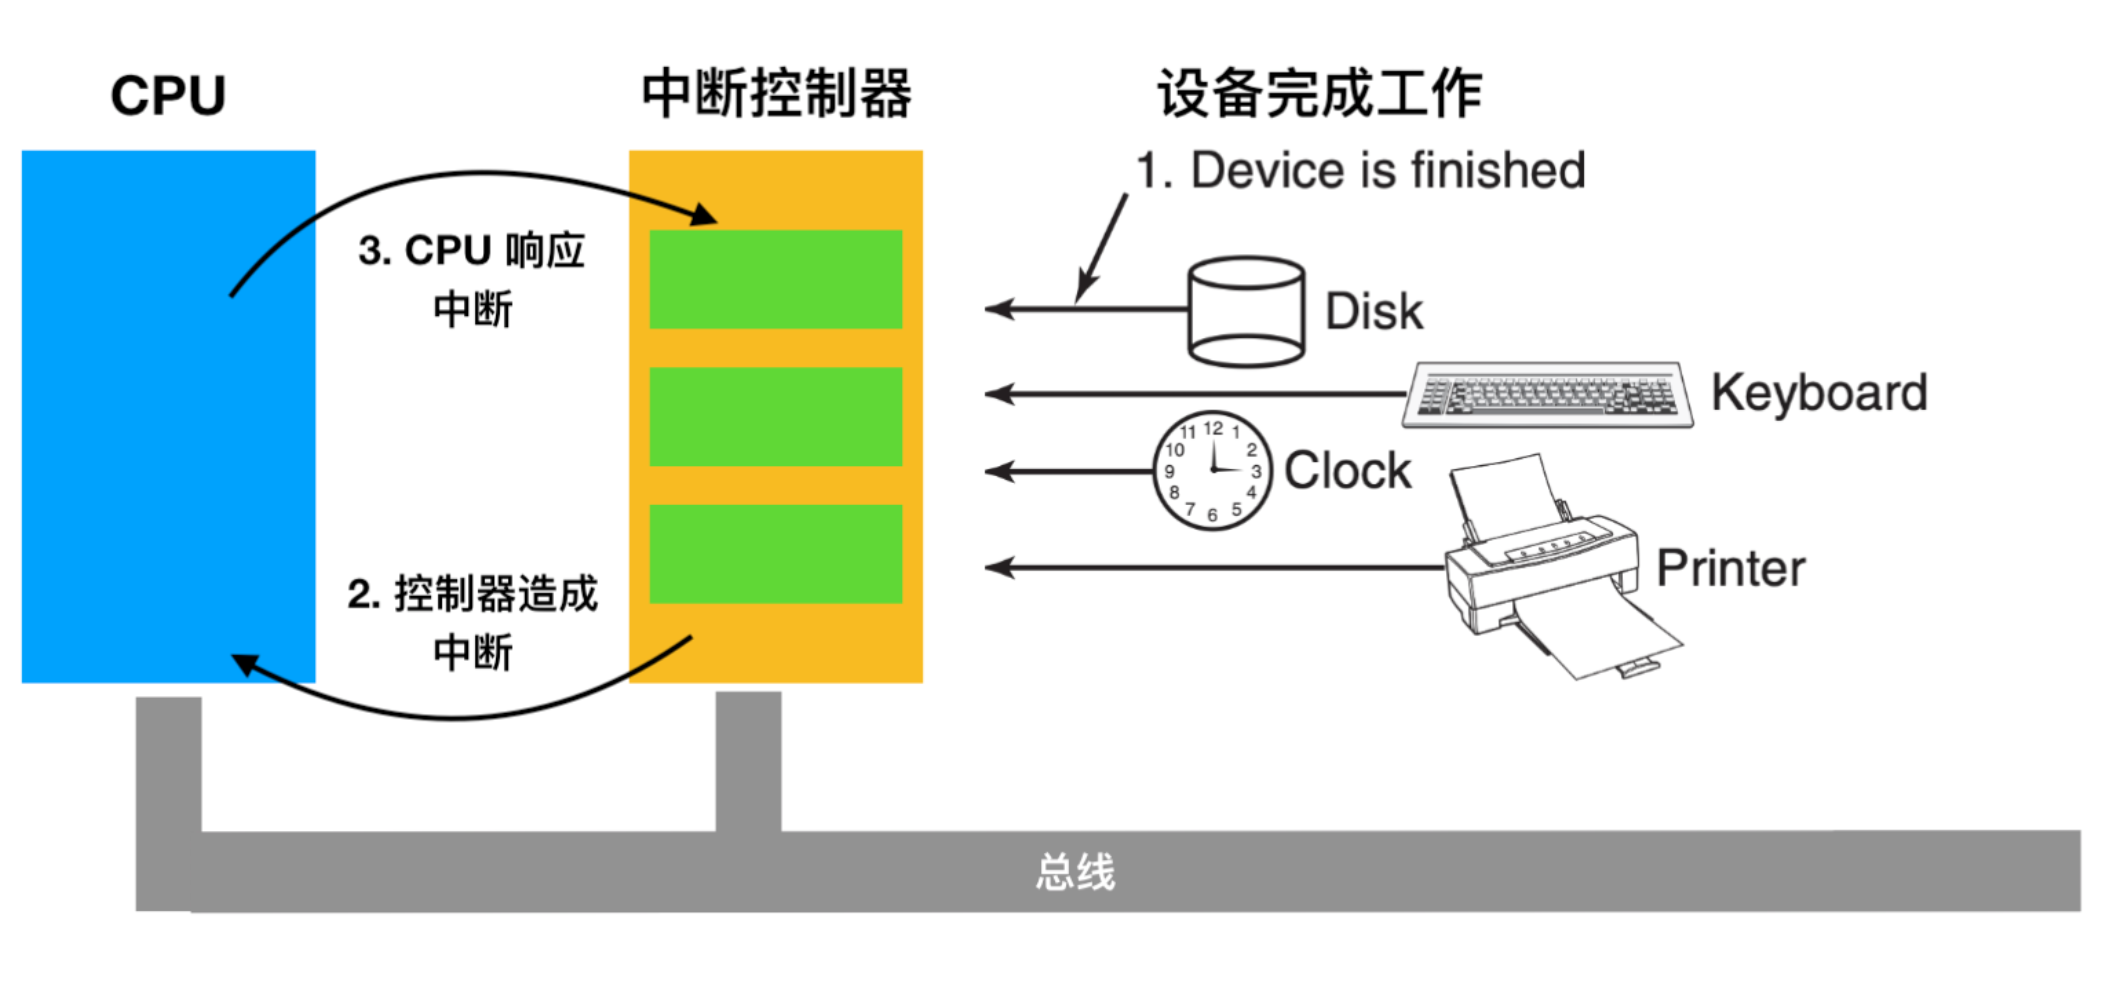 CPU
中断控制器
设备完成工作
1. Device is finished
3. CPU 响应
中断
Disk
Keyboard
11 12 1
10 2
9 3
8 4
7 6 5
Clock
2. 控制器造成
中断
Printer
总线